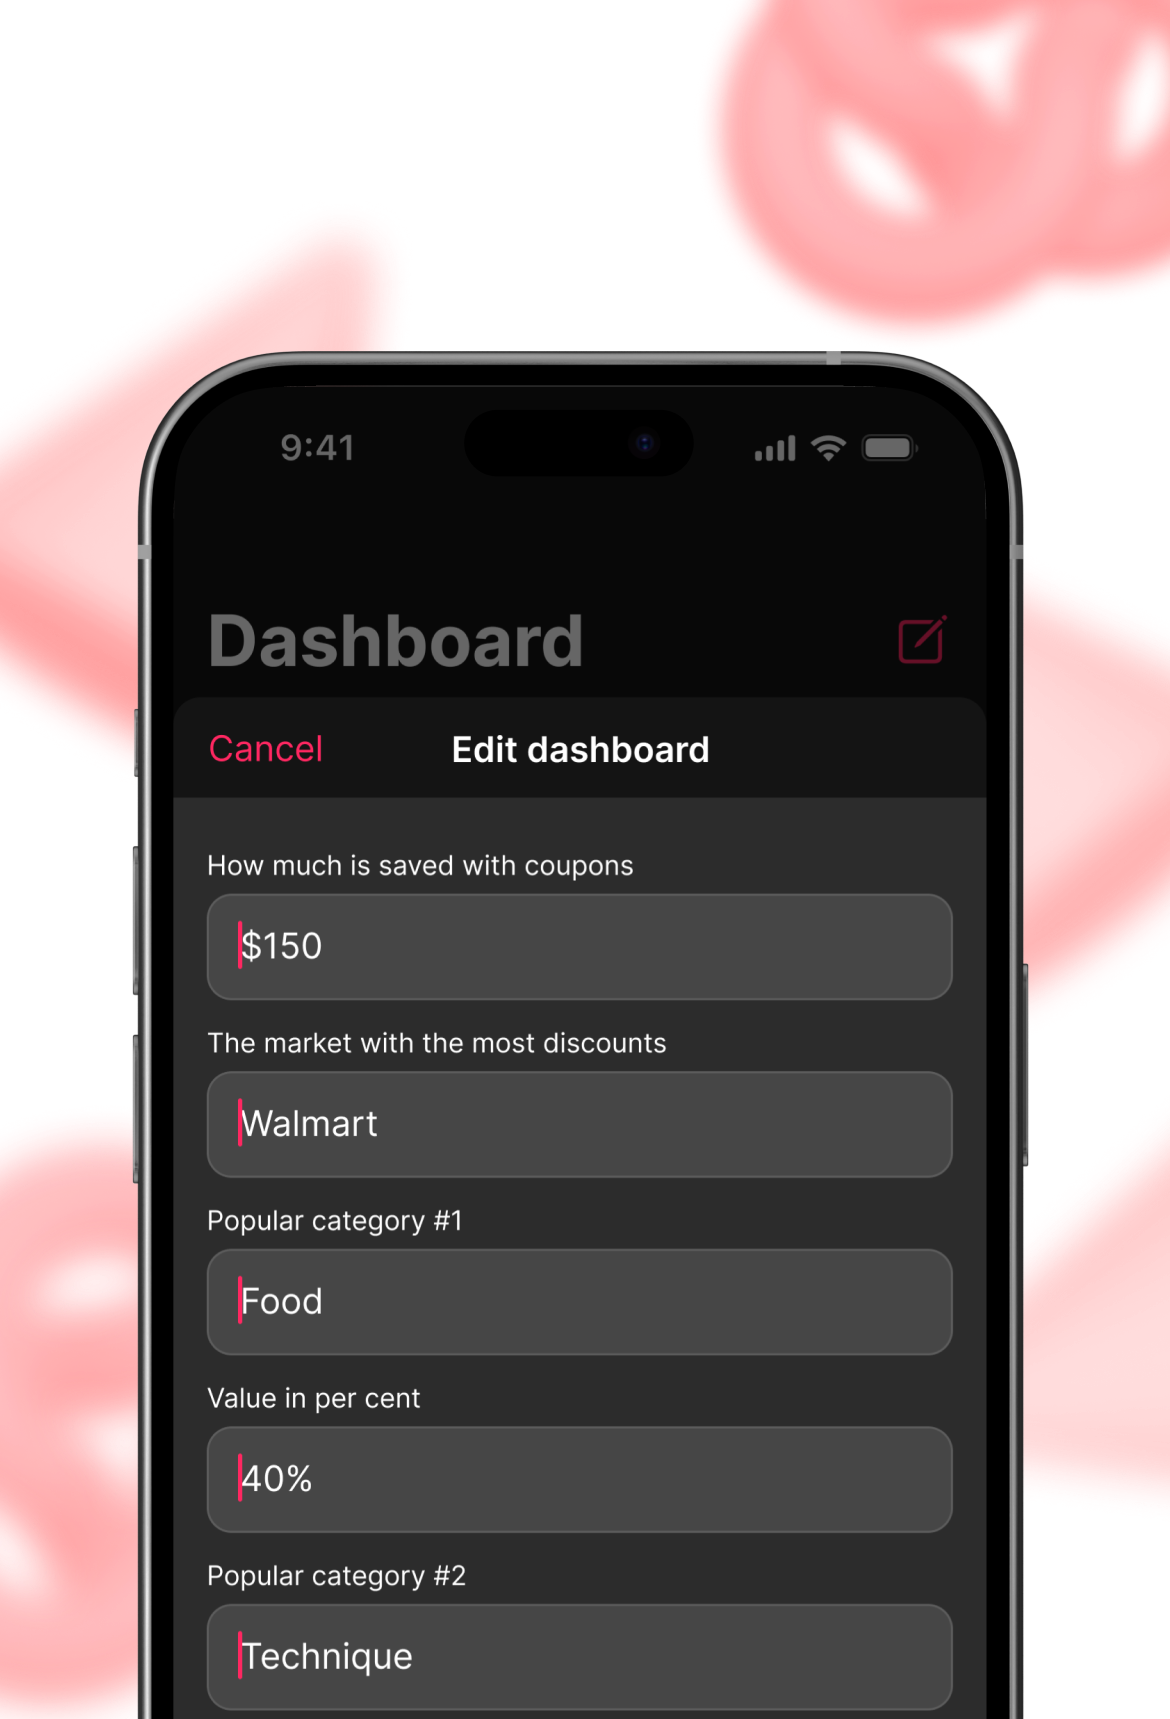 9:41
Dashboard
Cancel
Edit dashboard
How much is saved with coupons
$150
The market with the most discounts
Walmart
Popular category #1
Food
Value in per cent
40%
Popular category #2
Technique